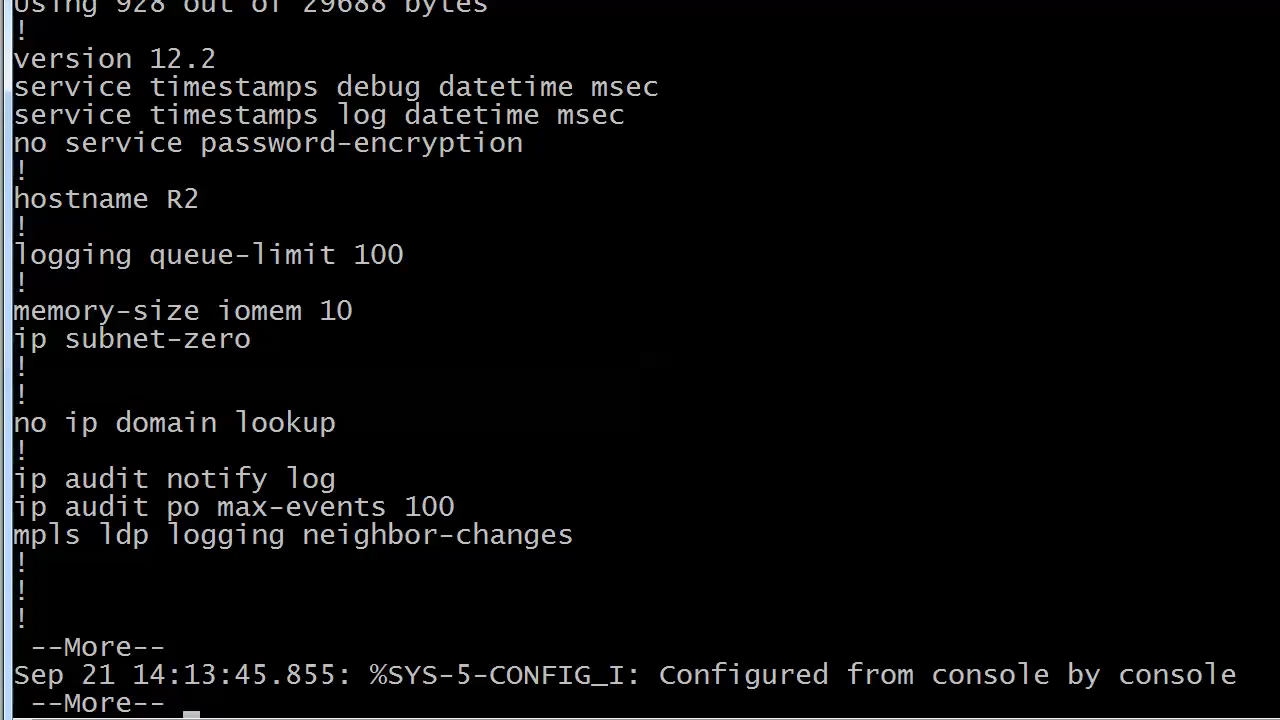 Using 928 out of 29688 bytes
!
version 12.2
service timestamps debug datetime msec
service timestamps log datetime msec
no service password-encryption
!
hostname R2
!
logging queue-limit 100
!
memory-size iomem 10
ip subnet-zero
!
!
no ip domain lookup
!
ip audit notify log
ip audit po max-events 100
mpls ldp logging neighbor-changes
!
!
!
--More--
Sep 21 14:13:45.855: %SYS-5-CONFIG_I: Configured from console by console
--More--